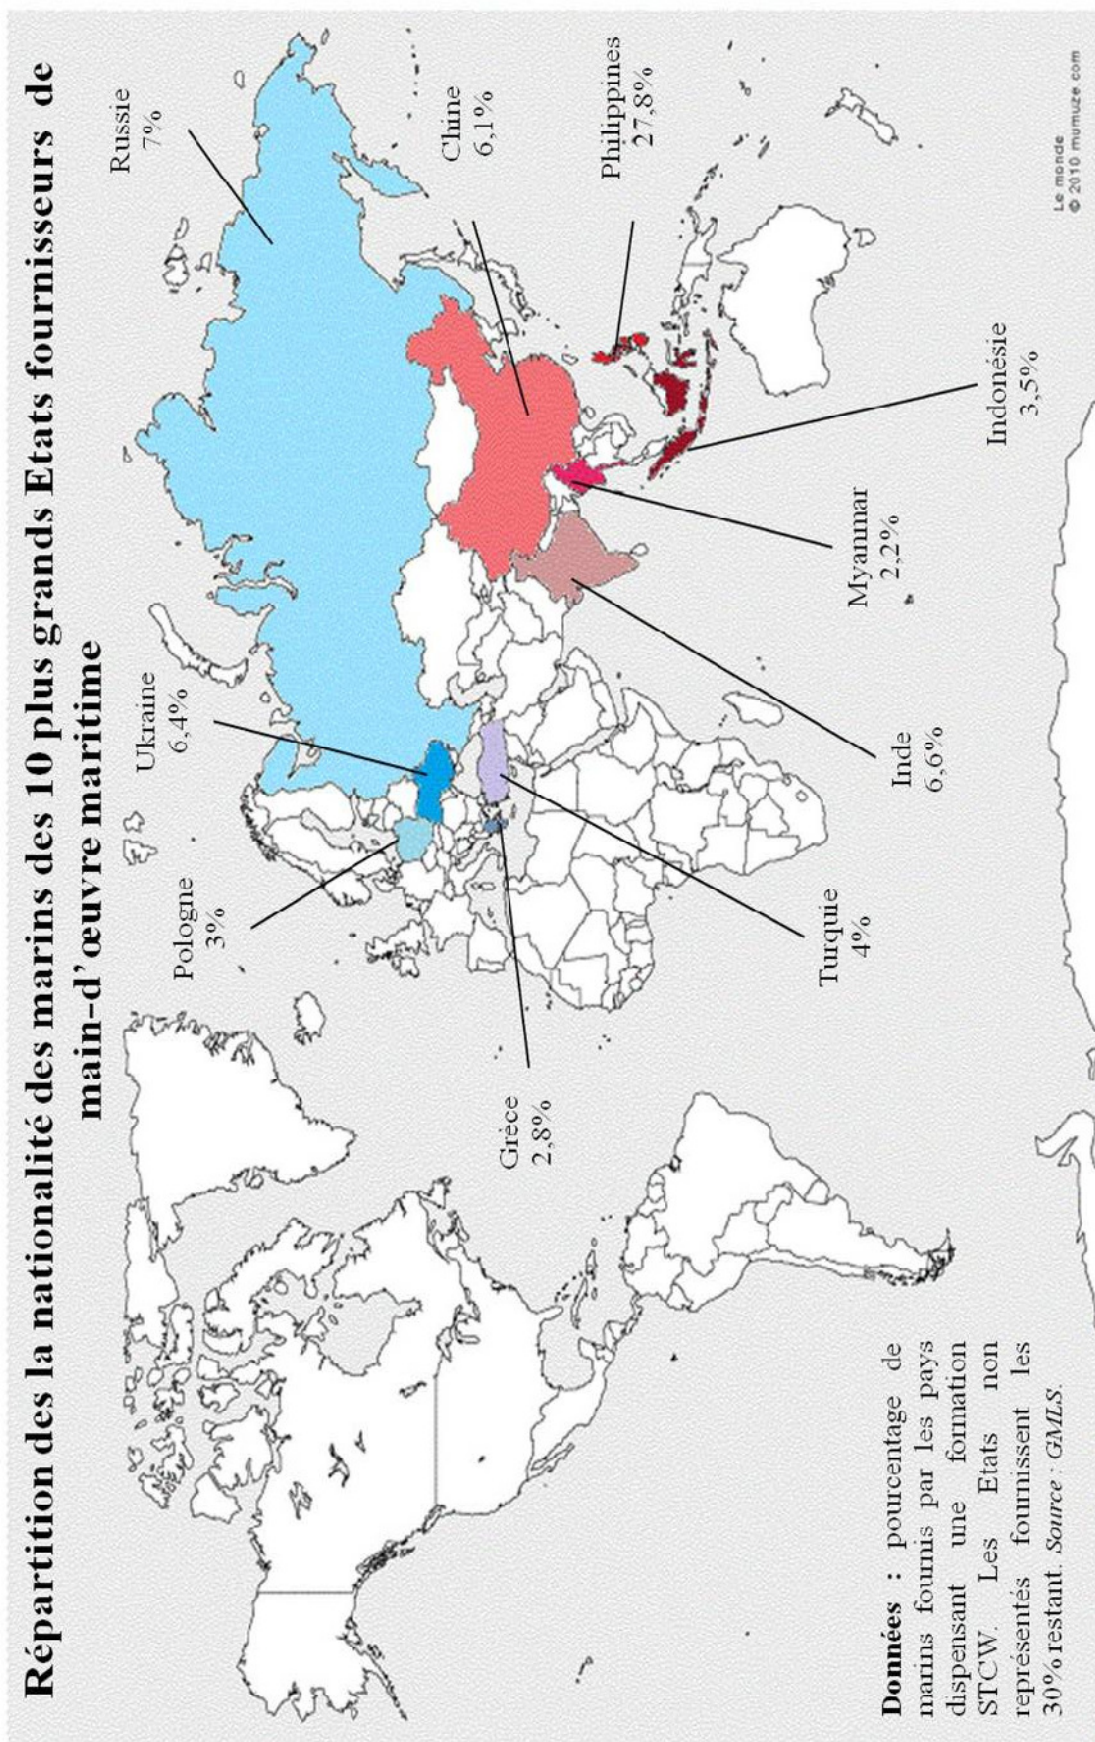 Répartition des la nationalité des marins des 10 plus grands Etats fournisseurs de
main-d'œuvre maritime
Russie
7%
Ukraine
6,4%
Pologne
3%
Chine
6,1%
Philippines
27,8%
Grèce
2,8%
Turquie
4%
Inde
6,6%
Myanmar
2,2%
Indonésie
3,5%
Données : pourcentage de
marins fournis par les pays
dispensant une formation
STCW. Les Etats non
représentés fournissent les
30% restant. Source : GMLS.
Le monde
© 2010 mumuze.com